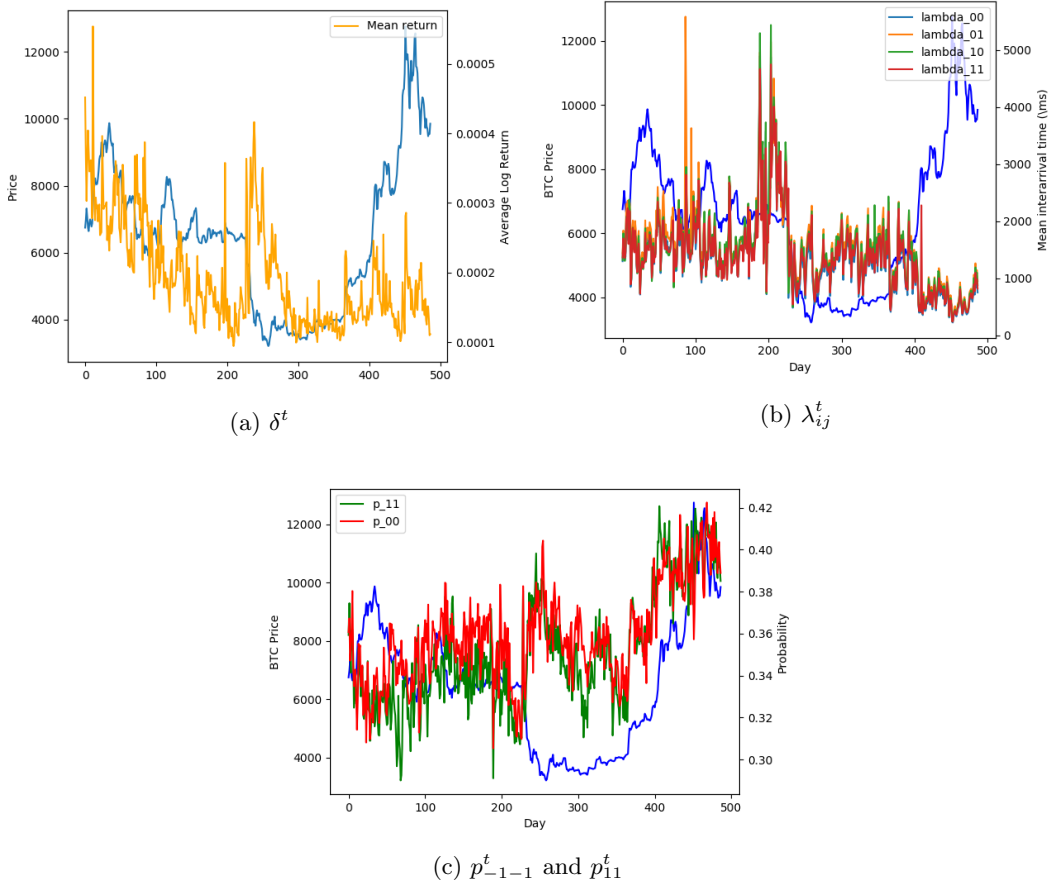 Mean return
12000
10000
8000
6000
4000
Price
0.0005
0.0004
0.0003
0.0002
0.0001
Average Log Return
0 100 200 300 400 500
(a) δ^t
lambda_00
lambda_01
lambda_10
lambda_11
12000
10000
8000
6000
4000
BTC Price
5000
4000
3000
2000
1000
0
Mean interarrival time (\ms)
0 100 200 300 400 500
Day
(b) λ^t_{ij}
p_11
p_00
12000
10000
8000
6000
4000
BTC Price
0.42
0.40
0.38
0.36
0.34
0.32
0.30
Probability
0 100 200 300 400 500
Day
(c) p^t_{-1-1} and p^t_{11}